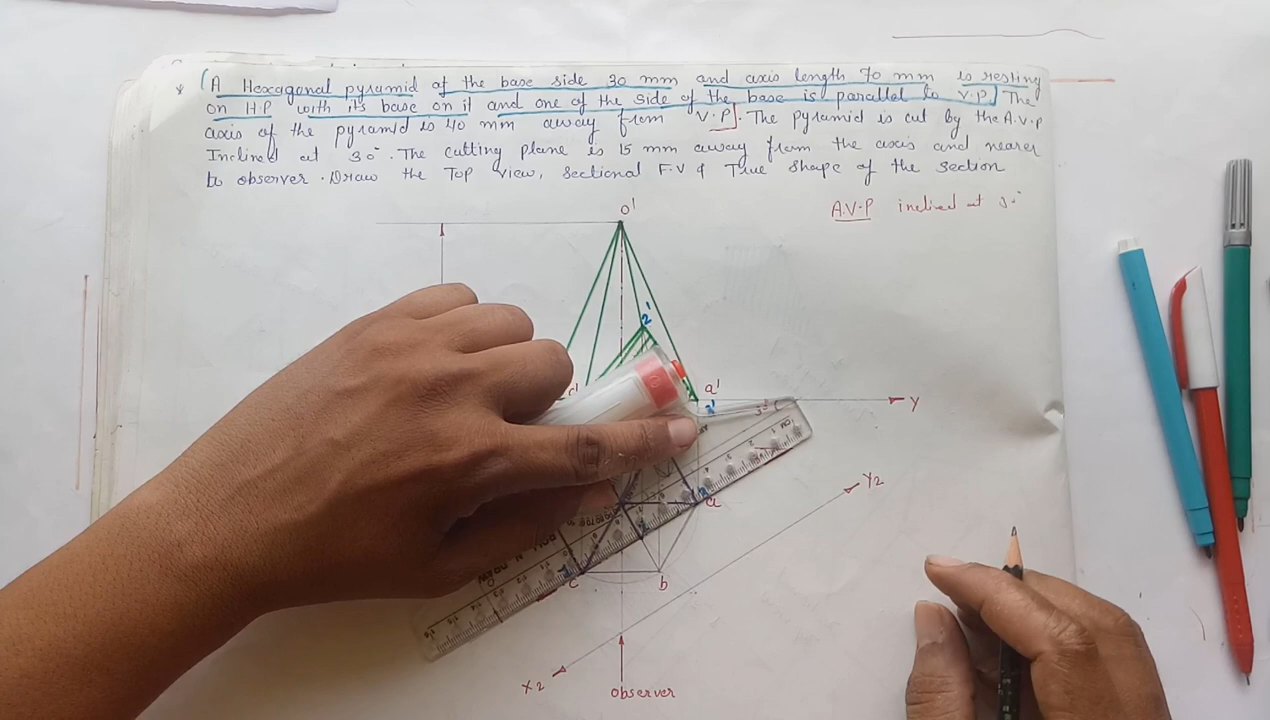 * (A Hexagonal pyramid of the base side 30 mm and axis length 70 mm is resting
on H.P with its base on it and one of the side of the base is parallel to V.P.] The
axis of the pyramid is 40 mm away from V.P]. The pyramid is cut by the A.V.P
Inclined at 30°. The cutting plane is 15 mm away from the axis and nearer
to observer. Draw the Top view, Sectional F.V & True shape of the section
A.V.P inclined at 30°
o'
2'
a'
Y
Y2
a
c
b
X2
observer